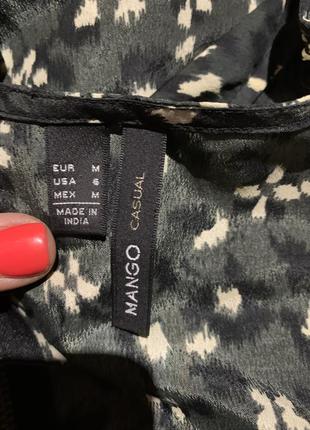 EUR M
USA 6
MEX M
MADE IN
INDIA
MANGO CASUAL